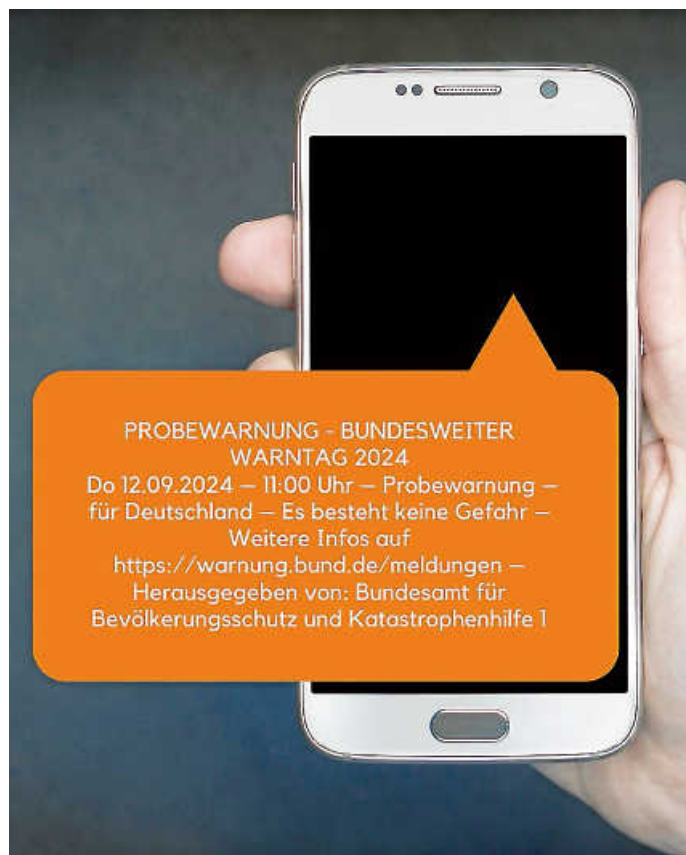 PROBEWARNUNG - BUNDESWEITER
WARNTAG 2024
Do 12.09.2024 – 11:00 Uhr – Probewarnung –
für Deutschland – Es besteht keine Gefahr –
Weitere Infos auf
https://warnung.bund.de/meldungen –
Herausgegeben von: Bundesamt für
Bevölkerungsschutz und Katastrophenhilfe 1